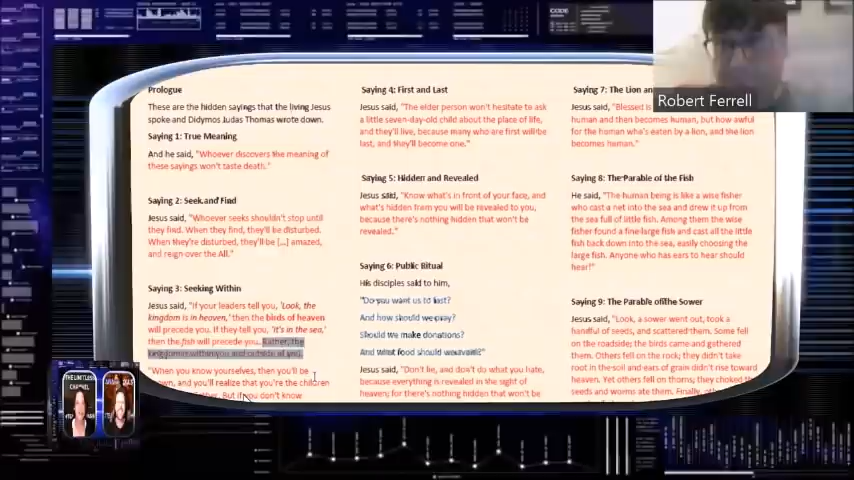 Prologue
These are the hidden sayings that the living Jesus
spoke and Didymos Judas Thomas wrote down.
Saying 1: True Meaning
And he said, "Whoever discovers the meaning of
these sayings won't taste death."
Saying 2: Seek and Find
Jesus said, "Whoever seeks shouldn't stop until
they find. When they find, they'll be disturbed.
When they're disturbed, they'll be […] amazed,
and reign over the All."
Saying 3: Seeking Within
Jesus said, "If your leaders tell you, 'Look, the
kingdom is in heaven,' then the birds of heaven
will precede you. If they tell you, 'It's in the sea,'
then the fish will precede you. Rather, the
kingdom is within you and outside of you.
"When you know yourselves, then you'll be
and you'll realize that you're the children
But if you don't know
Saying 4: First and Last
Jesus said, "The elder person won't hesitate to ask
a little seven-day-old child about the place of life,
and they'll live, because many who are first will be
last, and they'll become one."
Saying 5: Hidden and Revealed
Jesus said, "Know what's in front of your face, and
what's hidden from you will be revealed to you,
because there's nothing hidden that won't be
revealed."
Saying 6: Public Ritual
His disciples said to him,
"Do you want us to fast?
And how should we pray?
Should we make donations?
And what food should we avoid?"
Jesus said, "Don't lie, and don't do what you hate,
because everything is revealed in the sight of
heaven; for there's nothing hidden that won't be
Saying 7: The Lion an
Jesus said, "Blessed is
human and then becomes human, but how awful
for the human who's eaten by a lion, and the lion
becomes human."
Saying 8: The Parable of the Fish
He said, "The human being is like a wise fisher
who cast a net into the sea and drew it up from
the sea full of little fish. Among them the wise
fisher found a fine large fish and cast all the little
fish back down into the sea, easily choosing the
large fish. Anyone who has ears to hear should
hear!"
Saying 9: The Parable of the Sower
Jesus said, "Look, a sower went out, took a
handful of seeds, and scattered them. Some fell
on the roadside; the birds came and gathered
them. Others fell on the rock; they didn't take
root in the soil and ears of grain didn't rise toward
heaven. Yet others fell on thorns; they choked the
seeds and worms ate them. Finally,
Robert Ferrell
CODE
THE LIMITLESS
CHANNEL